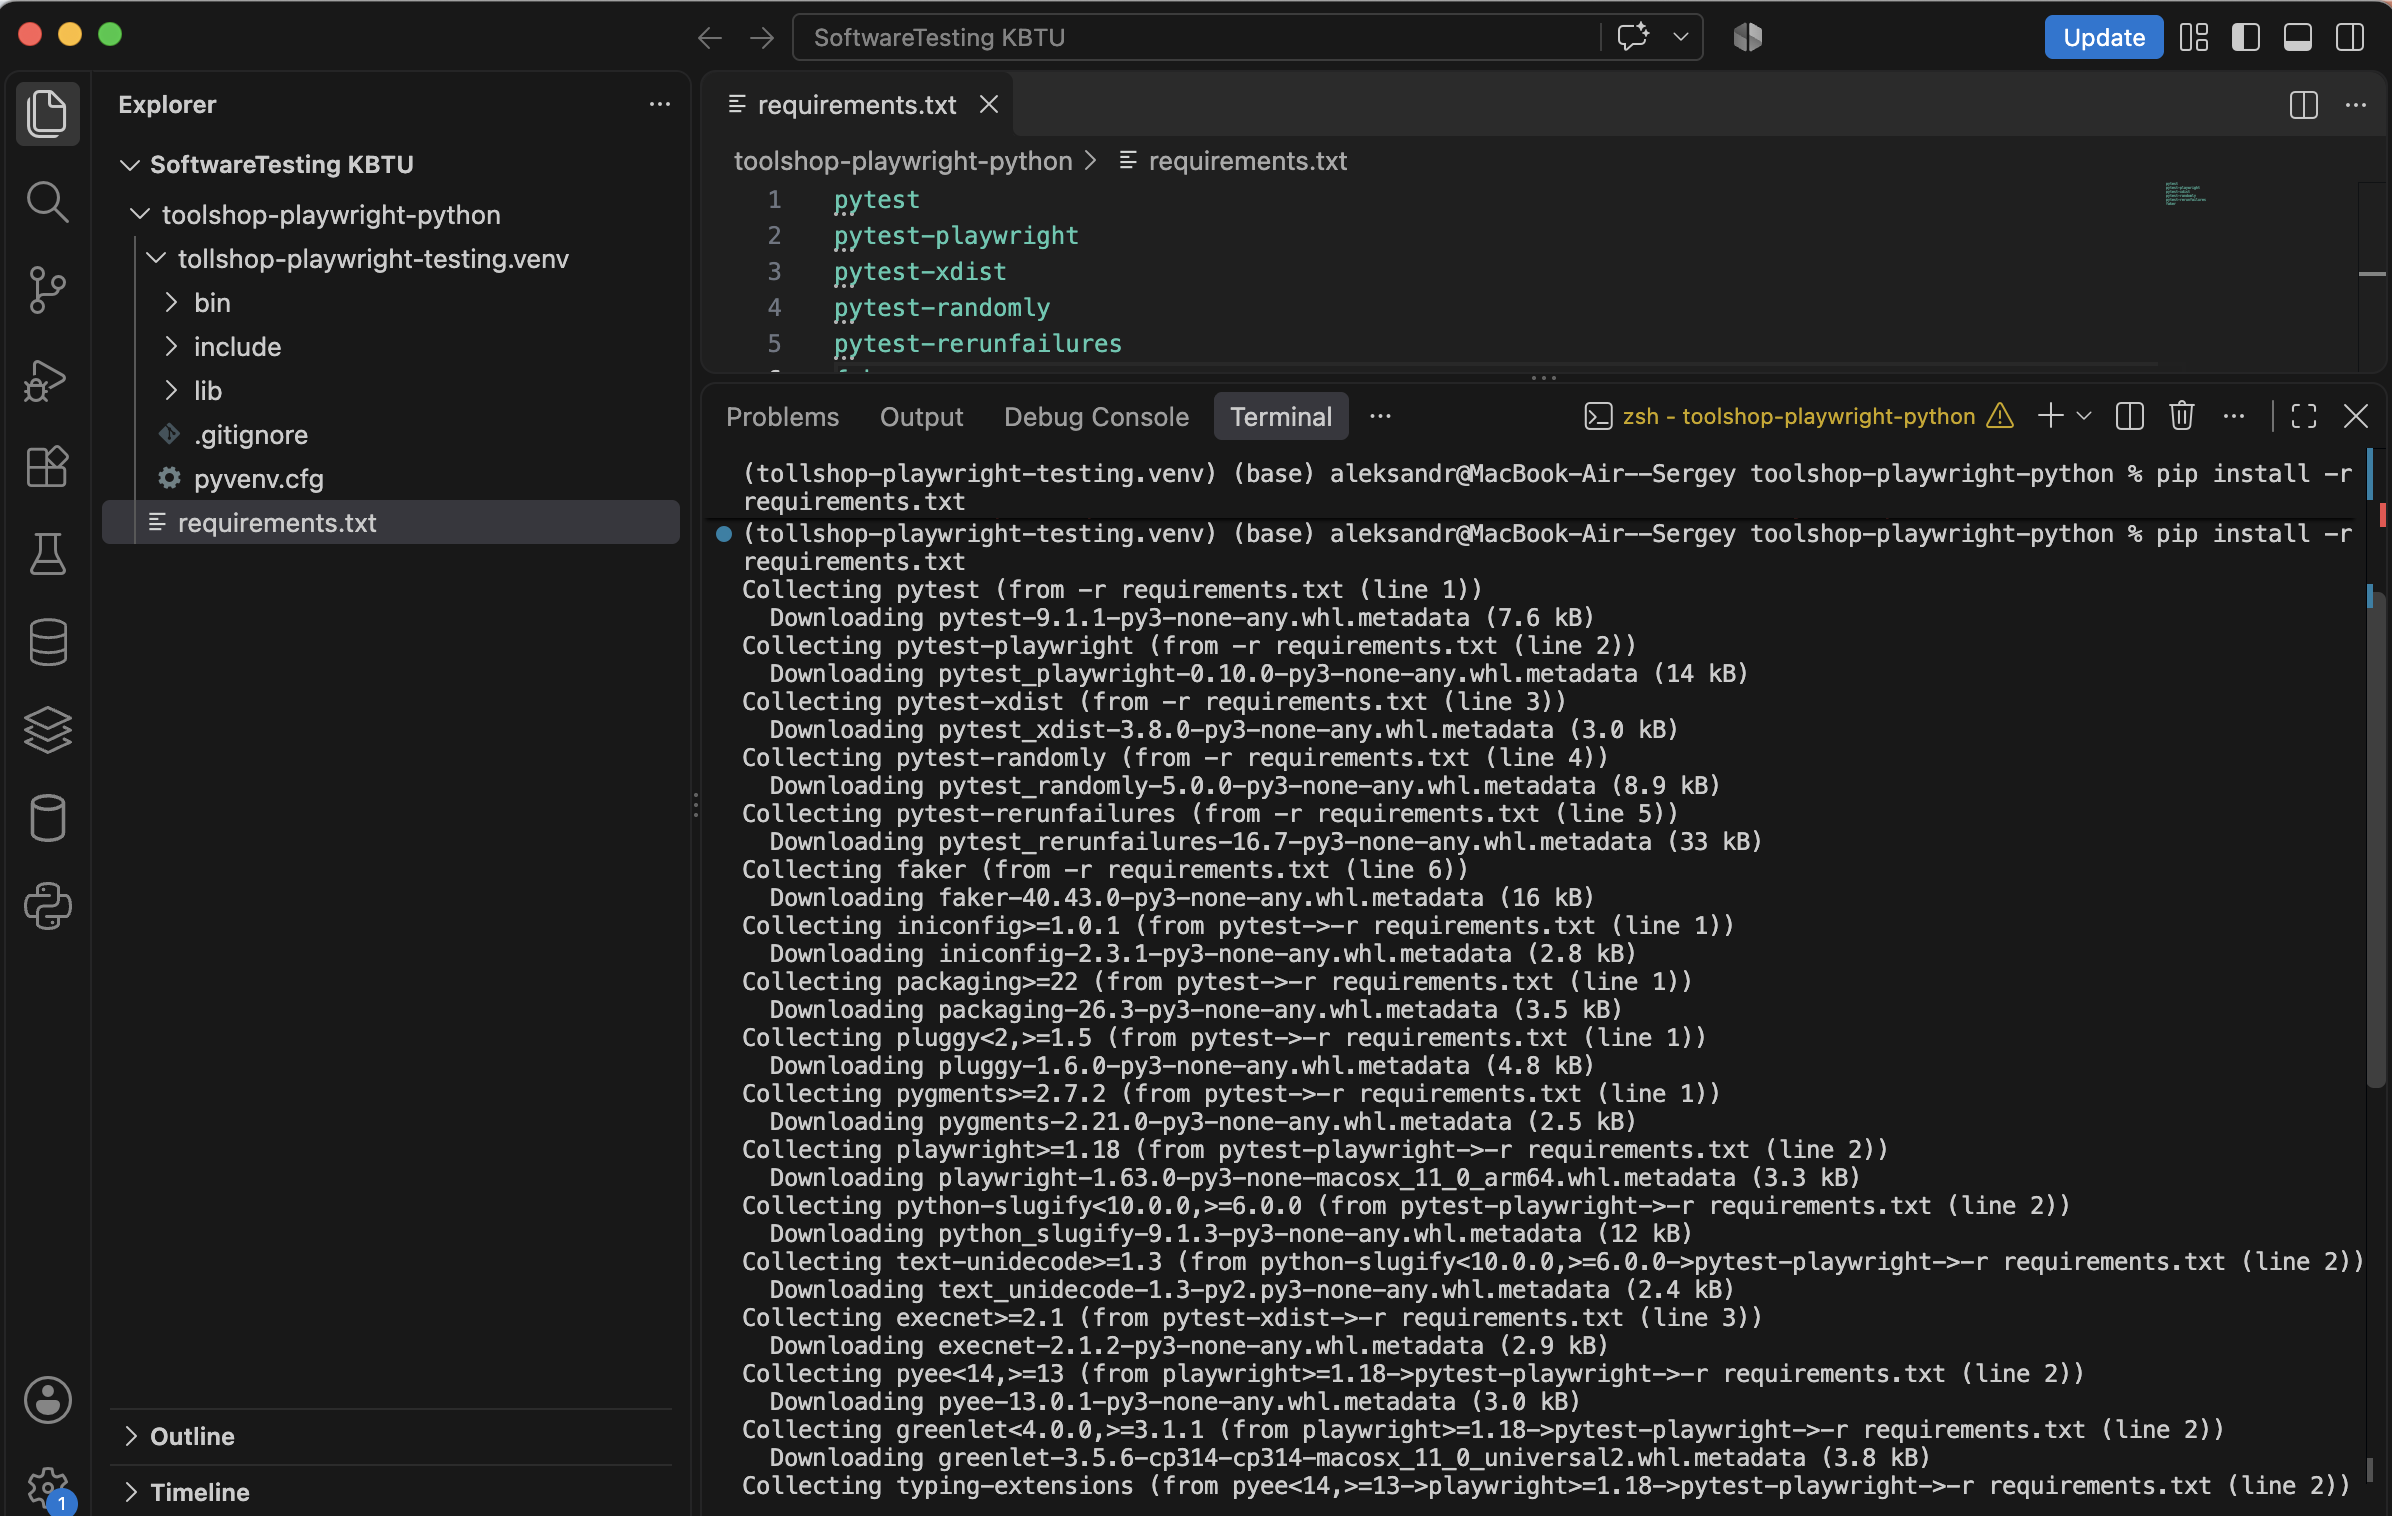 SoftwareTesting KBTU
Update
Explorer
SoftwareTesting KBTU
toolshop-playwright-python
tollshop-playwright-testing.venv
bin
include
lib
.gitignore
pyvenv.cfg
requirements.txt
Outline
Timeline
1
requirements.txt
toolshop-playwright-python > requirements.txt
1 pytest
2 pytest-playwright
3 pytest-xdist
4 pytest-randomly
5 pytest-rerunfailures
Problems Output Debug Console Terminal
zsh - toolshop-playwright-python
(tollshop-playwright-testing.venv) (base) aleksandr@MacBook-Air--Sergey toolshop-playwright-python % pip install -r
requirements.txt
(tollshop-playwright-testing.venv) (base) aleksandr@MacBook-Air--Sergey toolshop-playwright-python % pip install -r
requirements.txt
Collecting pytest (from -r requirements.txt (line 1))
  Downloading pytest-9.1.1-py3-none-any.whl.metadata (7.6 kB)
Collecting pytest-playwright (from -r requirements.txt (line 2))
  Downloading pytest_playwright-0.10.0-py3-none-any.whl.metadata (14 kB)
Collecting pytest-xdist (from -r requirements.txt (line 3))
  Downloading pytest_xdist-3.8.0-py3-none-any.whl.metadata (3.0 kB)
Collecting pytest-randomly (from -r requirements.txt (line 4))
  Downloading pytest_randomly-5.0.0-py3-none-any.whl.metadata (8.9 kB)
Collecting pytest-rerunfailures (from -r requirements.txt (line 5))
  Downloading pytest_rerunfailures-16.7-py3-none-any.whl.metadata (33 kB)
Collecting faker (from -r requirements.txt (line 6))
  Downloading faker-40.43.0-py3-none-any.whl.metadata (16 kB)
Collecting iniconfig>=1.0.1 (from pytest->-r requirements.txt (line 1))
  Downloading iniconfig-2.3.1-py3-none-any.whl.metadata (2.8 kB)
Collecting packaging>=22 (from pytest->-r requirements.txt (line 1))
  Downloading packaging-26.3-py3-none-any.whl.metadata (3.5 kB)
Collecting pluggy<2,>=1.5 (from pytest->-r requirements.txt (line 1))
  Downloading pluggy-1.6.0-py3-none-any.whl.metadata (4.8 kB)
Collecting pygments>=2.7.2 (from pytest->-r requirements.txt (line 1))
  Downloading pygments-2.21.0-py3-none-any.whl.metadata (2.5 kB)
Collecting playwright>=1.18 (from pytest-playwright->-r requirements.txt (line 2))
  Downloading playwright-1.63.0-py3-none-macosx_11_0_arm64.whl.metadata (3.3 kB)
Collecting python-slugify<10.0.0,>=6.0.0 (from pytest-playwright->-r requirements.txt (line 2))
  Downloading python_slugify-9.1.3-py3-none-any.whl.metadata (12 kB)
Collecting text-unidecode>=1.3 (from python-slugify<10.0.0,>=6.0.0->pytest-playwright->-r requirements.txt (line 2))
  Downloading text_unidecode-1.3-py2.py3-none-any.whl.metadata (2.4 kB)
Collecting execnet>=2.1 (from pytest-xdist->-r requirements.txt (line 3))
  Downloading execnet-2.1.2-py3-none-any.whl.metadata (2.9 kB)
Collecting pyee<14,>=13 (from playwright>=1.18->pytest-playwright->-r requirements.txt (line 2))
  Downloading pyee-13.0.1-py3-none-any.whl.metadata (3.0 kB)
Collecting greenlet<4.0.0,>=3.1.1 (from playwright>=1.18->pytest-playwright->-r requirements.txt (line 2))
  Downloading greenlet-3.5.6-cp314-cp314-macosx_11_0_universal2.whl.metadata (3.8 kB)
Collecting typing-extensions (from pyee<14,>=13->playwright>=1.18->pytest-playwright->-r requirements.txt (line 2))